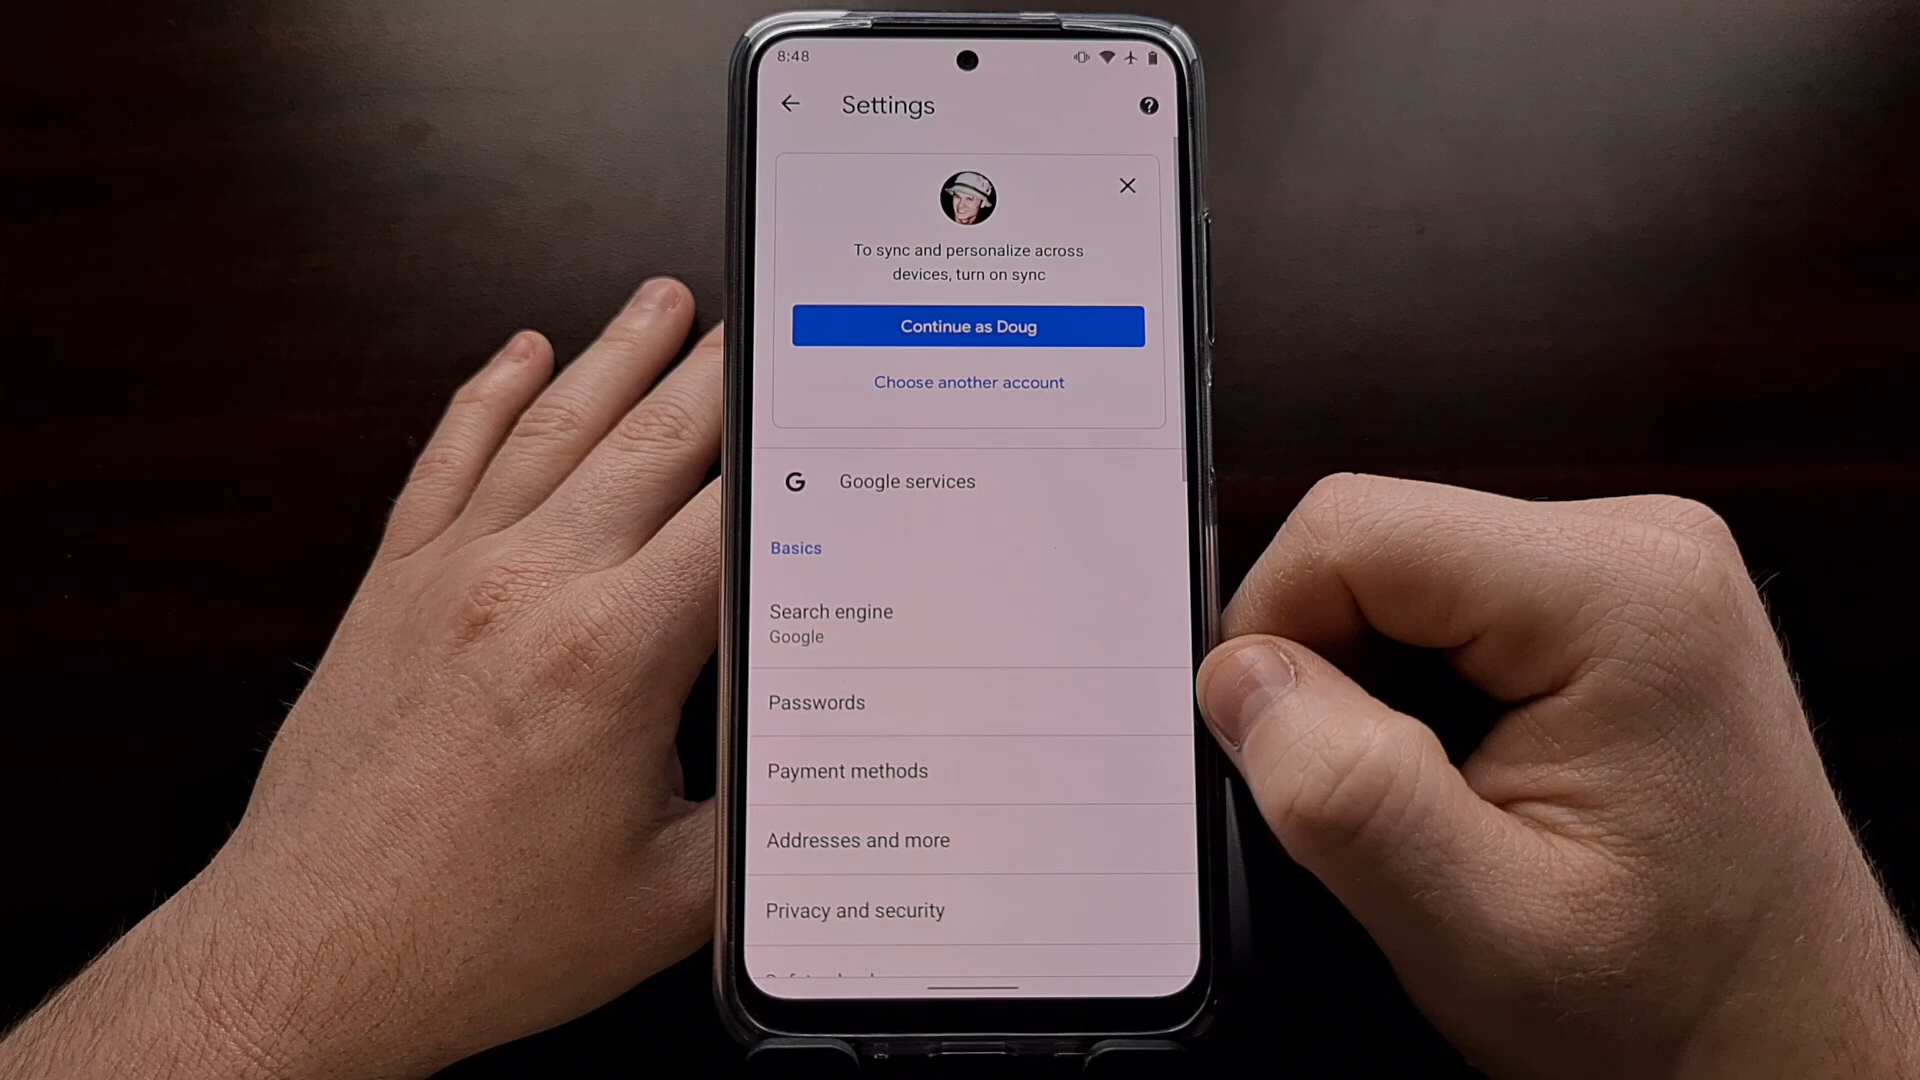 8:48
Settings
To sync and personalize across
devices, turn on sync
Continue as Doug
Choose another account
G
Google services
Basics
Search engine
Google
Passwords
Payment methods
Addresses and more
Privacy and security